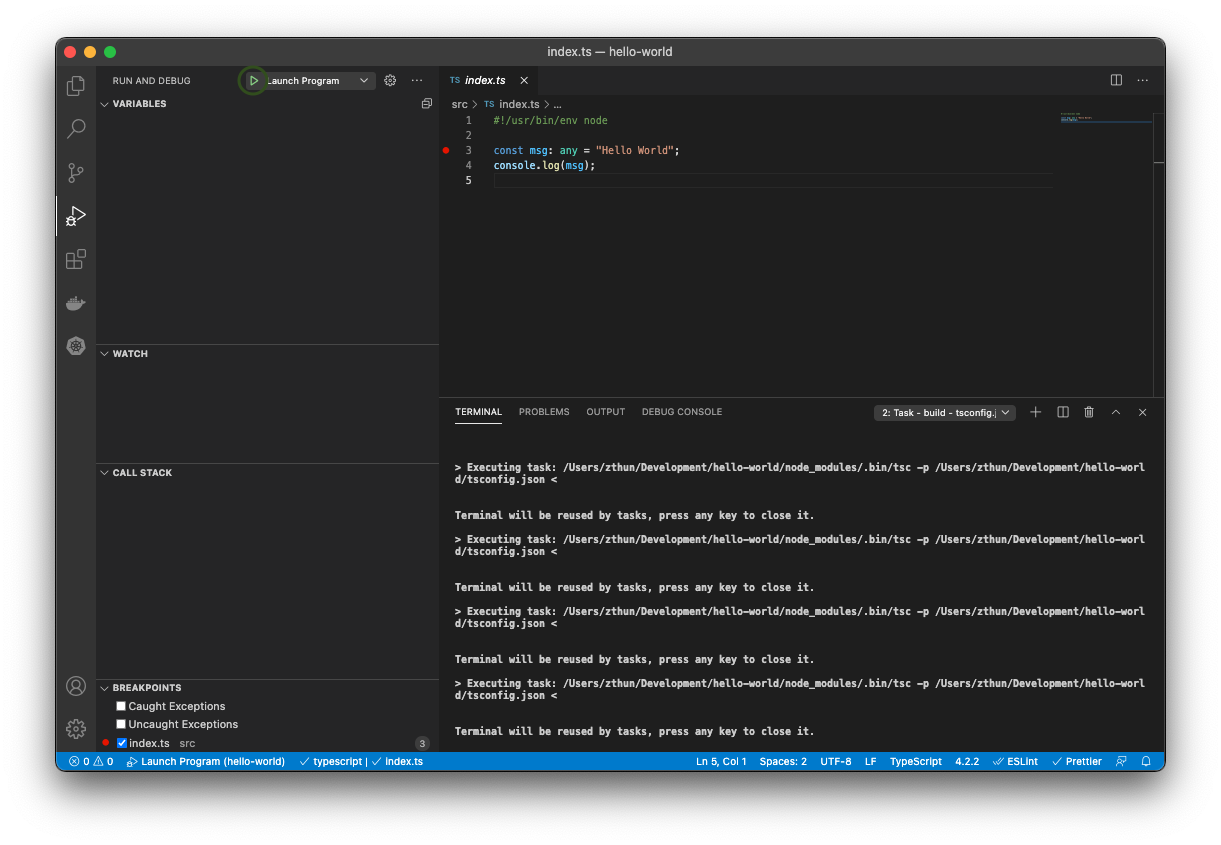 index.ts — hello-world
RUN AND DEBUG
Launch Program
VARIABLES
WATCH
CALL STACK
BREAKPOINTS
Caught Exceptions
Uncaught Exceptions
index.ts src 3
TS index.ts
src > TS index.ts > ...
1 #!/usr/bin/env node
2
3 const msg: any = "Hello World";
4 console.log(msg);
5
TERMINAL PROBLEMS OUTPUT DEBUG CONSOLE 2: Task - build - tsconfig.j
> Executing task: /Users/zthun/Development/hello-world/node_modules/.bin/tsc -p /Users/zthun/Development/hello-worl
d/tsconfig.json <
Terminal will be reused by tasks, press any key to close it.
> Executing task: /Users/zthun/Development/hello-world/node_modules/.bin/tsc -p /Users/zthun/Development/hello-worl
d/tsconfig.json <
Terminal will be reused by tasks, press any key to close it.
> Executing task: /Users/zthun/Development/hello-world/node_modules/.bin/tsc -p /Users/zthun/Development/hello-worl
d/tsconfig.json <
Terminal will be reused by tasks, press any key to close it.
> Executing task: /Users/zthun/Development/hello-world/node_modules/.bin/tsc -p /Users/zthun/Development/hello-worl
d/tsconfig.json <
Terminal will be reused by tasks, press any key to close it.
0 0 Launch Program (hello-world) ✓ typescript | ✓ index.ts Ln 5, Col 1 Spaces: 2 UTF-8 LF TypeScript 4.2.2 ESLint ✓ Prettier